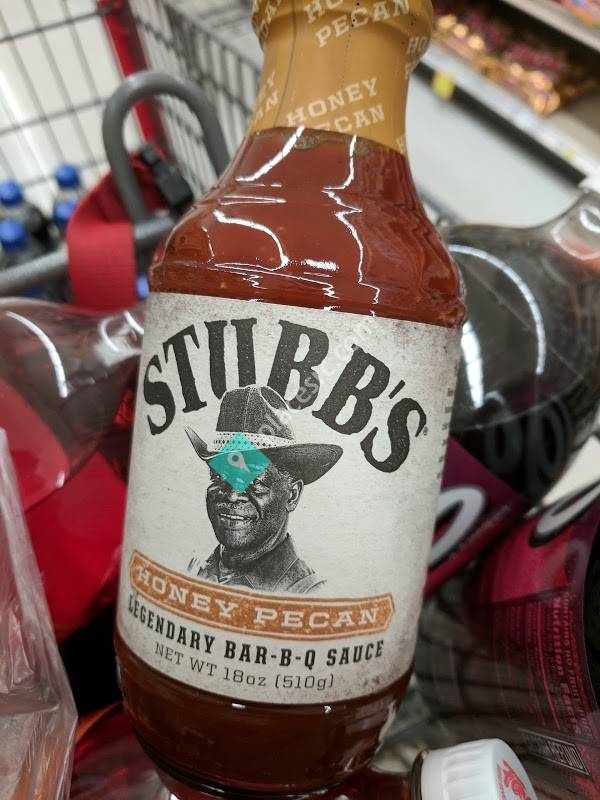 HONEY
PECAN
HONEY
PECAN
STUBB'S
HONEY PECAN
LEGENDARY BAR-B-Q SAUCE
NET WT 18oz (510g)